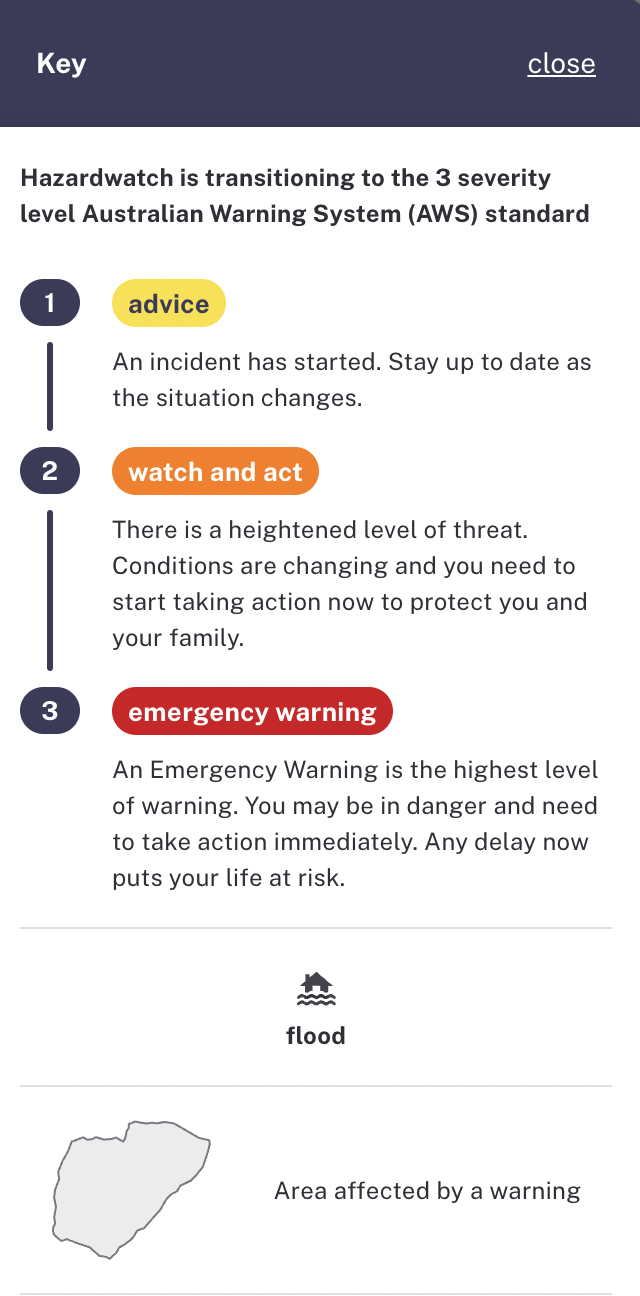 Key
close
Hazardwatch is transitioning to the 3 severity
level Australian Warning System (AWS) standard
1
advice
An incident has started. Stay up to date as
the situation changes.
2
watch and act
There is a heightened level of threat.
Conditions are changing and you need to
start taking action now to protect you and
your family.
3
emergency warning
An Emergency Warning is the highest level
of warning. You may be in danger and need
to take action immediately. Any delay now
puts your life at risk.
flood
Area affected by a warning